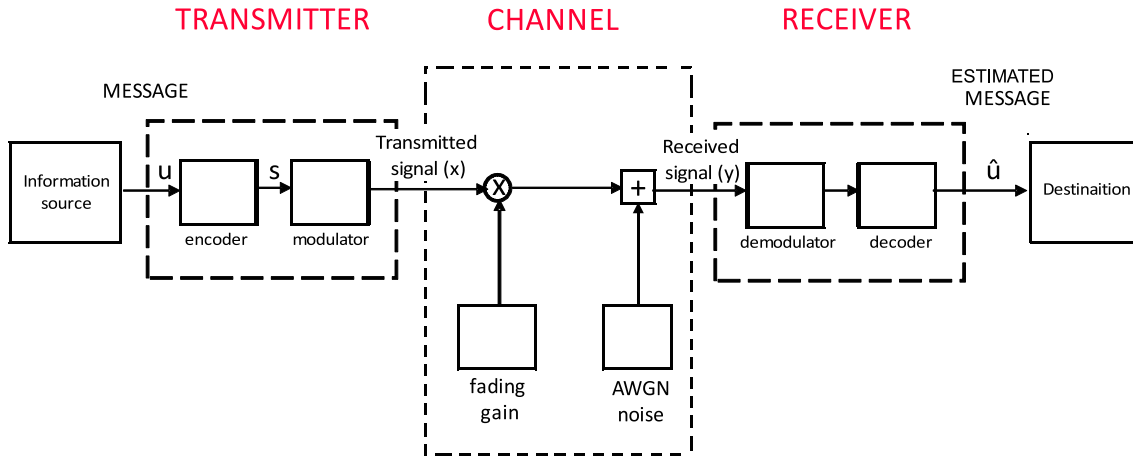 TRANSMITTER
CHANNEL
RECEIVER
MESSAGE
ESTIMATED
MESSAGE
Information
source
u
encoder
s
modulator
Transmitted
signal (x)
X
fading
gain
+
AWGN
noise
Received
signal (y)
demodulator
decoder
û
Destinaition